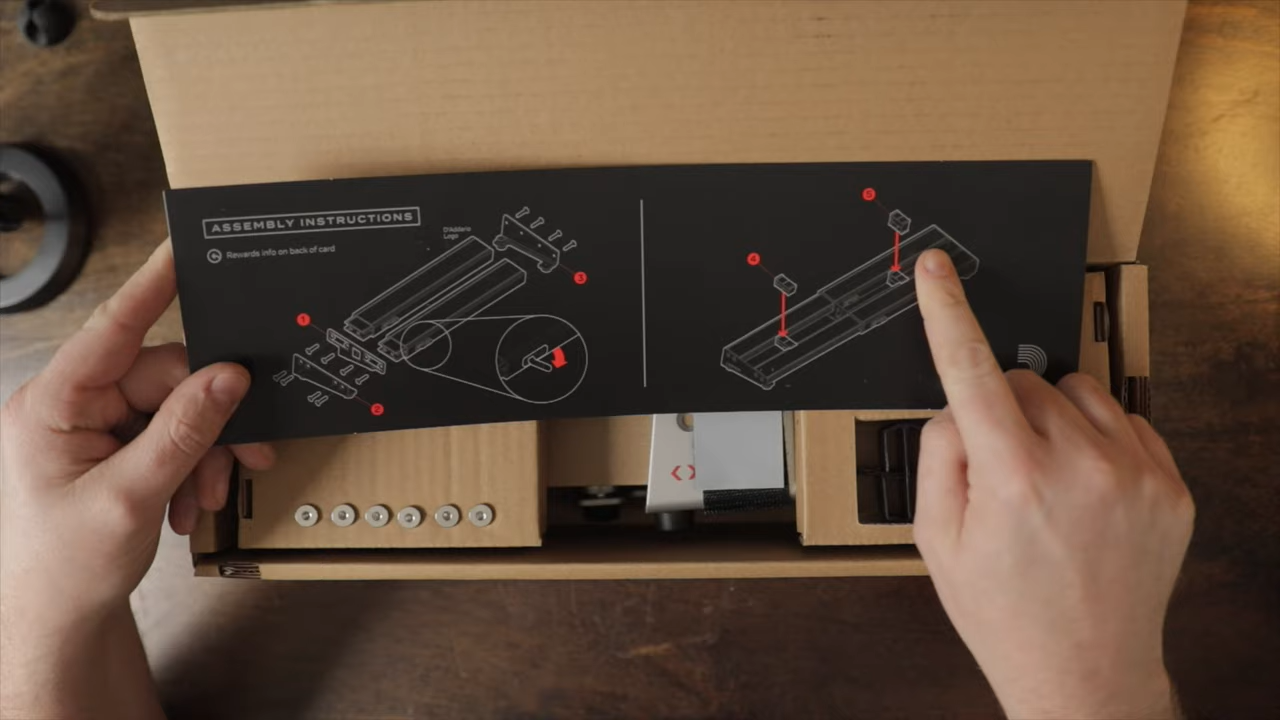 ASSEMBLY INSTRUCTIONS
Rewards info on back of card
D'Addario
Logo
1
2
3
4
5